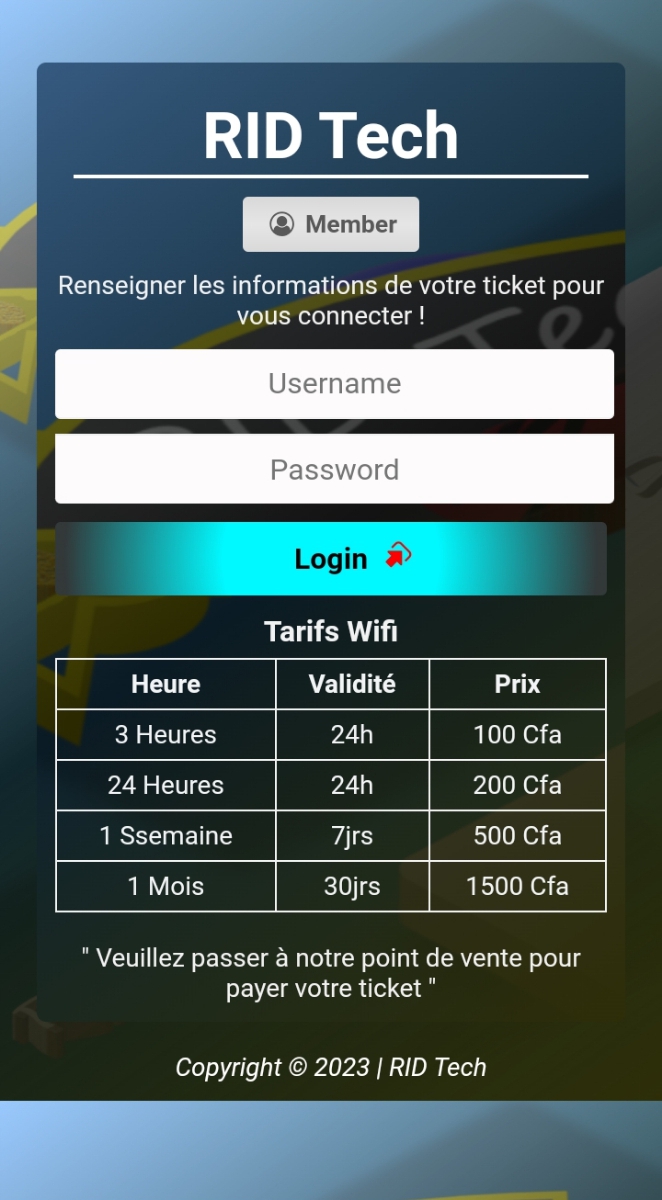 RID Tech
Member
Renseigner les informations de votre ticket pour
vous connecter !
Username
Password
Login
Tarifs Wifi
Heure Validité Prix
3 Heures 24h 100 Cfa
24 Heures 24h 200 Cfa
1 Ssemaine 7jrs 500 Cfa
1 Mois 30jrs 1500 Cfa
" Veuillez passer à notre point de vente pour
payer votre ticket "
Copyright © 2023 | RID Tech